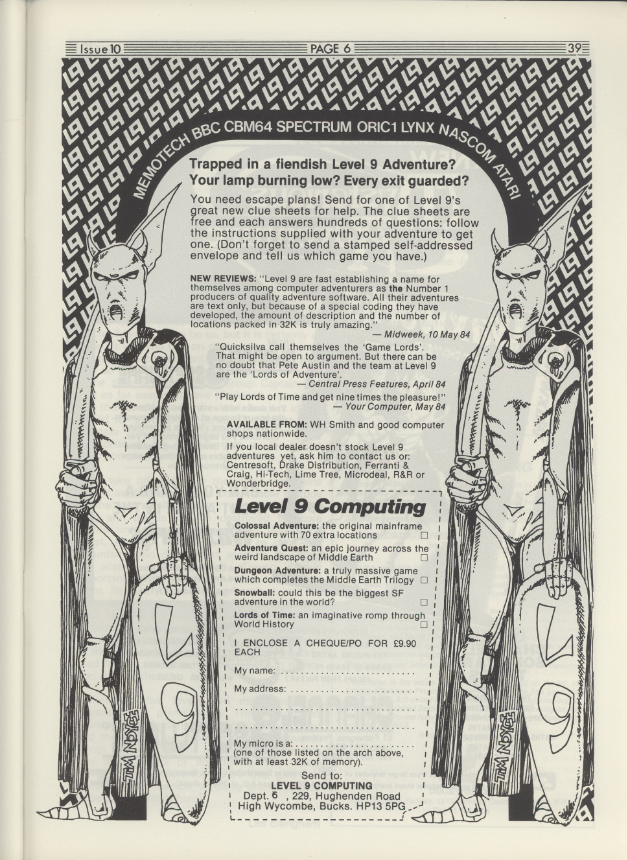 Issue 10 PAGE 6 39
MEMOTECH BBC CBM64 SPECTRUM ORIC1 LYNX NASCOM ATARI
Trapped in a fiendish Level 9 Adventure?
Your lamp burning low? Every exit guarded?
You need escape plans! Send for one of Level 9's
great new clue sheets for help. The clue sheets are
free and each answers hundreds of questions: follow
the instructions supplied with your adventure to get
one. (Don't forget to send a stamped self-addressed
envelope and tell us which game you have.)
NEW REVIEWS: "Level 9 are fast establishing a name for
themselves among computer adventurers as the Number 1
producers of quality adventure software. All their adventures
are text only, but because of a special coding they have
developed, the amount of description and the number of
locations packed in 32K is truly amazing."
— Midweek, 10 May 84
"Quicksilva call themselves the 'Game Lords'.
That might be open to argument. But there can be
no doubt that Pete Austin and the team at Level 9
are the 'Lords of Adventure'.
— Central Press Features, April 84
"Play Lords of Time and get nine times the pleasure!"
— Your Computer, May 84
AVAILABLE FROM: WH Smith and good computer
shops nationwide.
If you local dealer doesn't stock Level 9
adventures yet, ask him to contact us or:
Centresoft, Drake Distribution, Ferranti &
Craig, Hi-Tech, Lime Tree, Microdeal, R&R or
Wonderbridge.
Level 9 Computing
Colossal Adventure: the original mainframe
adventure with 70 extra locations
Adventure Quest: an epic journey across the
weird landscape of Middle Earth
Dungeon Adventure: a truly massive game
which completes the Middle Earth Trilogy
Snowball: could this be the biggest SF
adventure in the world?
Lords of Time: an imaginative romp through
World History
I ENCLOSE A CHEQUE/PO FOR £9.90
EACH
My name:
My address:
My micro is a:
(one of those listed on the arch above,
with at least 32K of memory).
Send to:
LEVEL 9 COMPUTING
Dept. 6 , 229, Hughenden Road
High Wycombe, Bucks. HP13 5PG
L9
L9